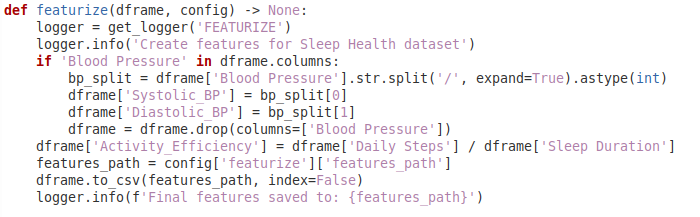 def featurize(dframe, config) -> None:
    logger = get_logger('FEATURIZE')
    logger.info('Create features for Sleep Health dataset')
    if 'Blood Pressure' in dframe.columns:
        bp_split = dframe['Blood Pressure'].str.split('/', expand=True).astype(int)
        dframe['Systolic_BP'] = bp_split[0]
        dframe['Diastolic_BP'] = bp_split[1]
        dframe = dframe.drop(columns=['Blood Pressure'])
    dframe['Activity_Efficiency'] = dframe['Daily Steps'] / dframe['Sleep Duration']
    features_path = config['featurize']['features_path']
    dframe.to_csv(features_path, index=False)
    logger.info(f'Final features saved to: {features_path}')